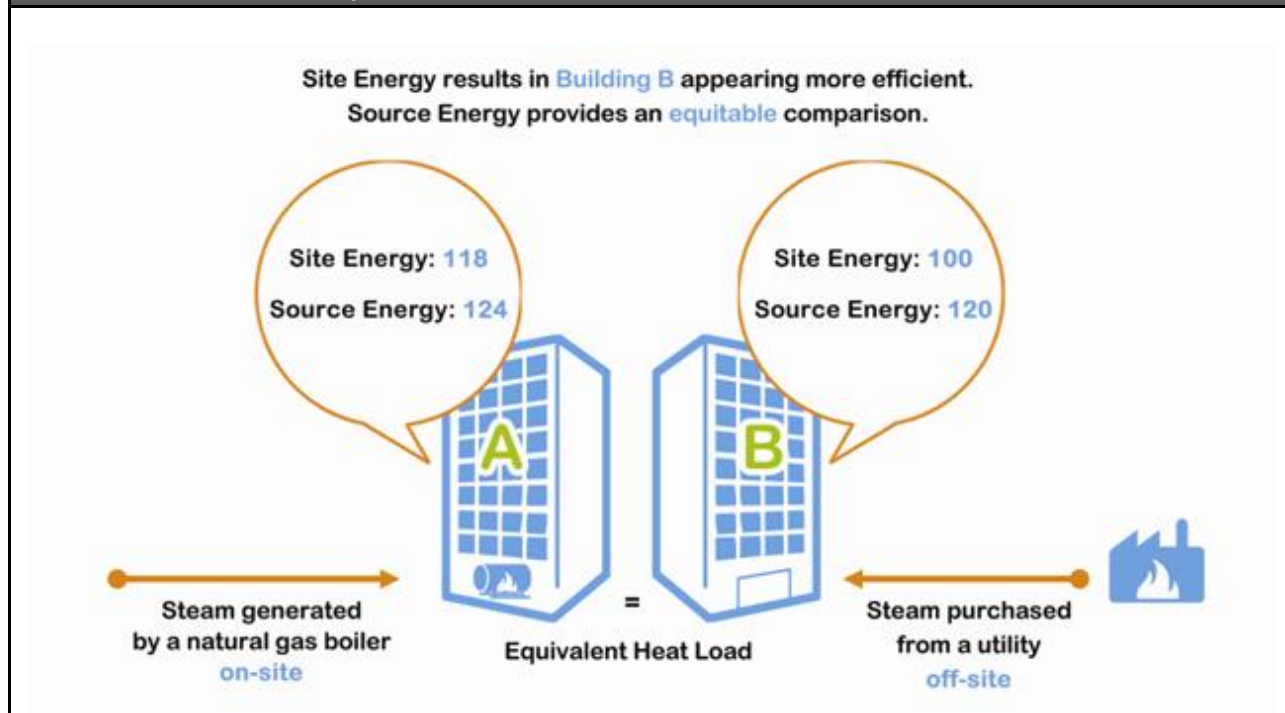 Site Energy results in Building B appearing more efficient.
Source Energy provides an equitable comparison.
Site Energy: 118
Source Energy: 124
Site Energy: 100
Source Energy: 120
A
B
Steam generated
by a natural gas boiler
on-site
=
Equivalent Heat Load
Steam purchased
from a utility
off-site